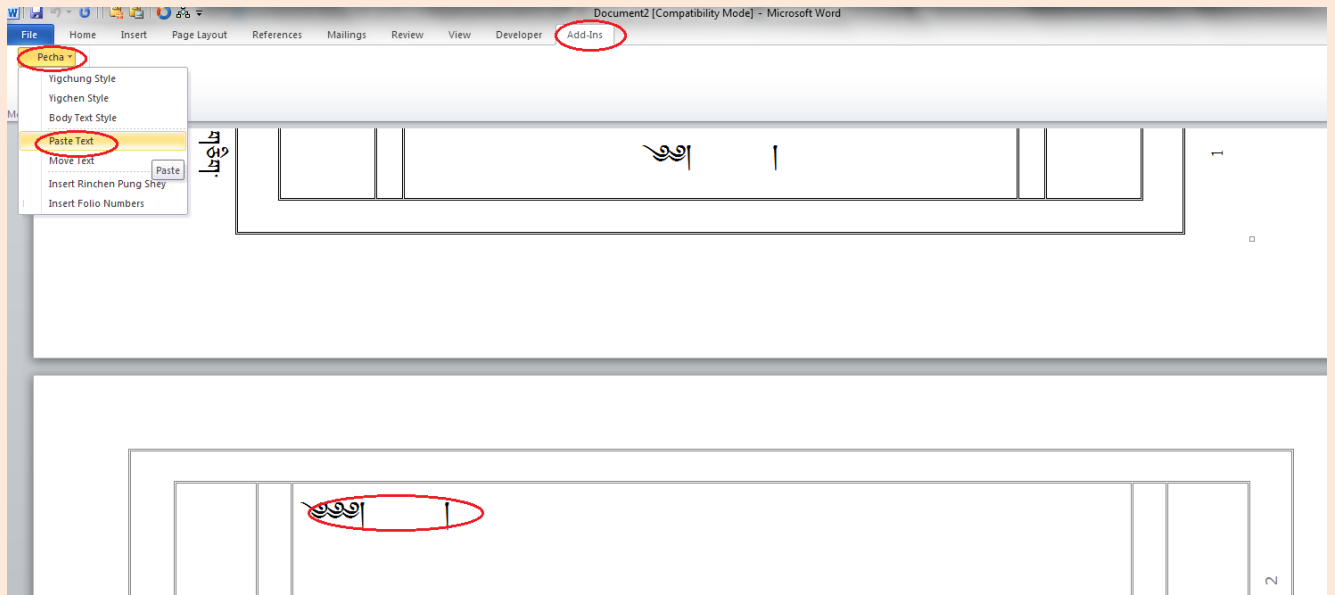 Document2 [Compatibility Mode] - Microsoft Word
File Home Insert Page Layout References Mailings Review View Developer Add-Ins
Pecha
Yigchung Style
Yigchen Style
Body Text Style
Paste Text
Move Text
Paste
Insert Rinchen Pung Shey
Insert Folio Numbers
གཅིག་
༄༅། །
1
༄༅༅། །
2